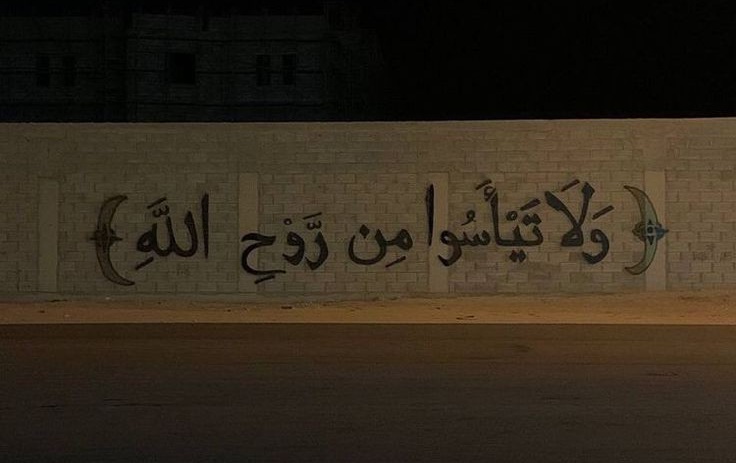 ﴿وَلَا تَيْأَسُوا مِن رَّوْحِ اللَّهِ﴾